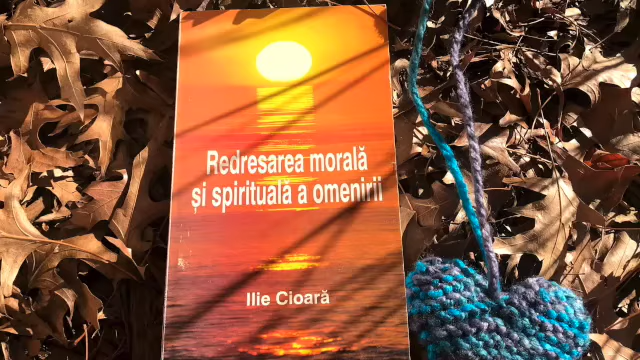 Redresarea morală
și spirituală a omenirii
Ilie Cioară